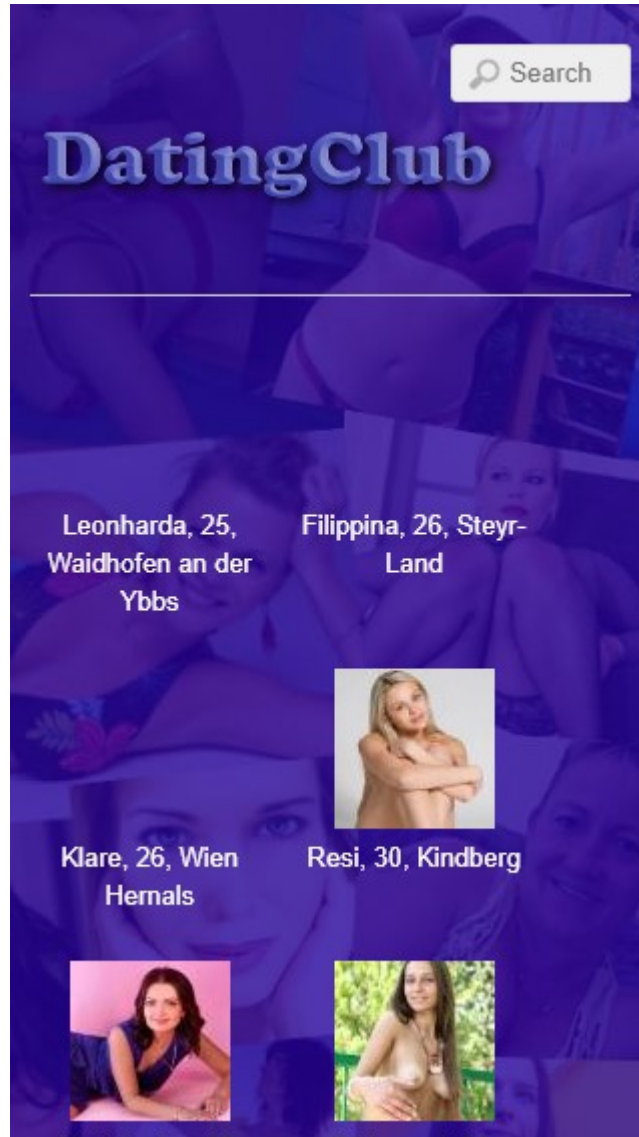 Search
DatingClub
Leonharda, 25,
Waidhofen an der
Ybbs
Filippina, 26, Steyr-
Land
Klare, 26, Wien
Hernals
Resi, 30, Kindberg